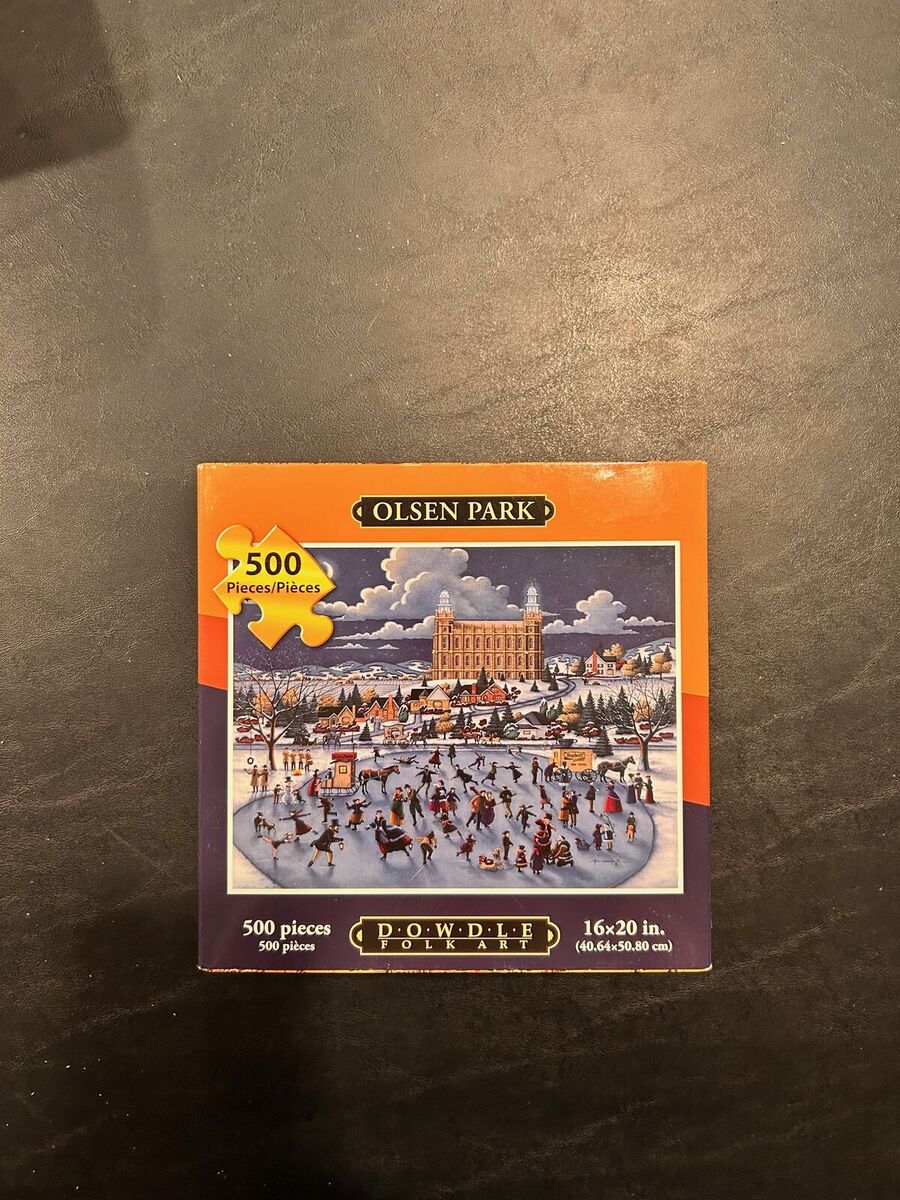 OLSEN PARK
500
Pieces/Pièces
500 pieces
500 pièces
D·O·W·D·L·E
FOLK ART
16×20 in.
(40.64×50.80 cm)